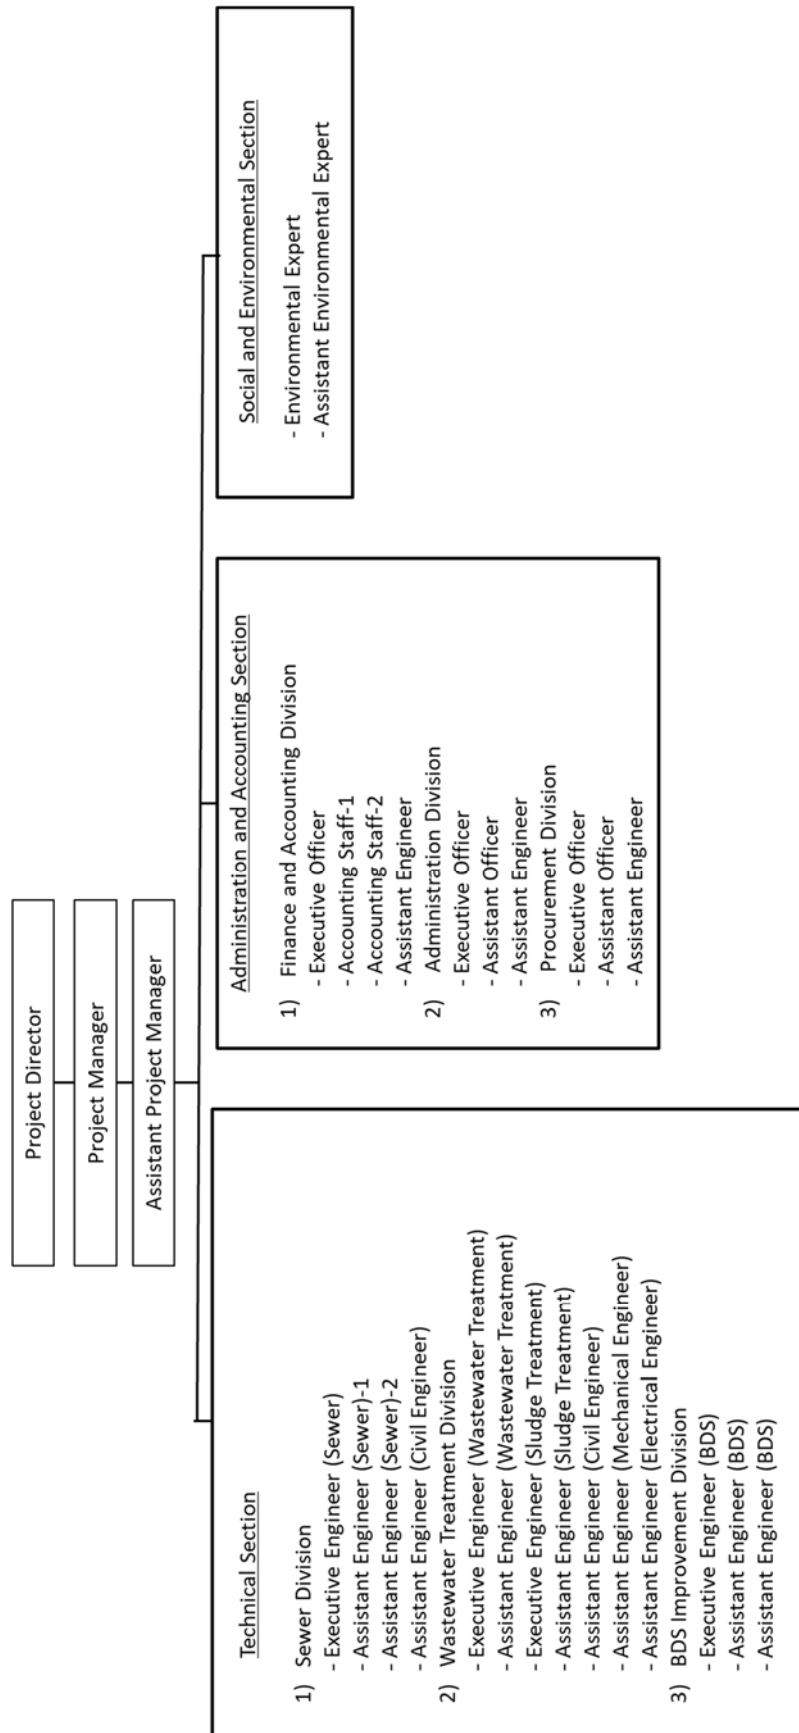 Project Director
Project Manager
Assistant Project Manager
Technical Section
1) Sewer Division
- Executive Engineer (Sewer)
- Assistant Engineer (Sewer)-1
- Assistant Engineer (Sewer)-2
- Assistant Engineer (Civil Engineer)
2) Wastewater Treatment Division
- Executive Engineer (Wastewater Treatment)
- Assistant Engineer (Wastewater Treatment)
- Executive Engineer (Sludge Treatment)
- Assistant Engineer (Sludge Treatment)
- Assistant Engineer (Civil Engineer)
- Assistant Engineer (Mechanical Engineer)
- Assistant Engineer (Electrical Engineer)
3) BDS Improvement Division
- Executive Engineer (BDS)
- Assistant Engineer (BDS)
- Assistant Engineer (BDS)
Administration and Accounting Section
1) Finance and Accounting Division
- Executive Officer
- Accounting Staff-1
- Accounting Staff-2
- Assistant Engineer
2) Administration Division
- Executive Officer
- Assistant Officer
- Assistant Engineer
3) Procurement Division
- Executive Officer
- Assistant Officer
- Assistant Engineer
Social and Environmental Section
- Environmental Expert
- Assistant Environmental Expert